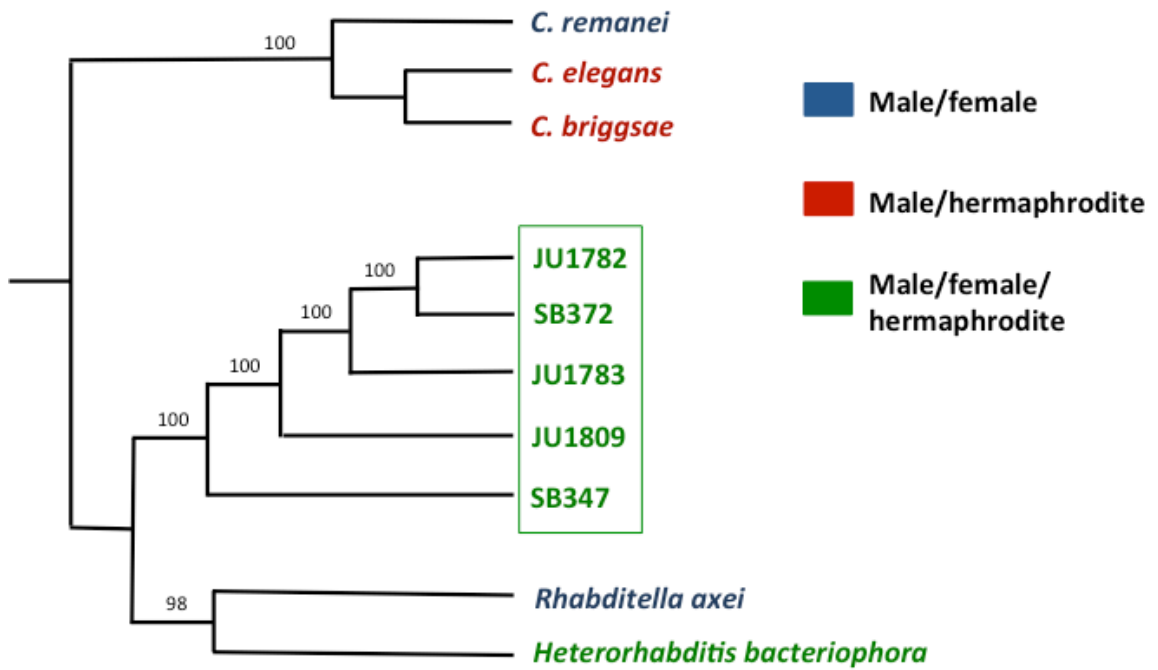 100
C. remanei
C. elegans
C. briggsae
Male/female
Male/hermaphrodite
Male/female/
hermaphrodite
100
JU1782
SB372
100
JU1783
100
JU1809
100
SB347
98
Rhabditella axei
Heterorhabditis bacteriophora